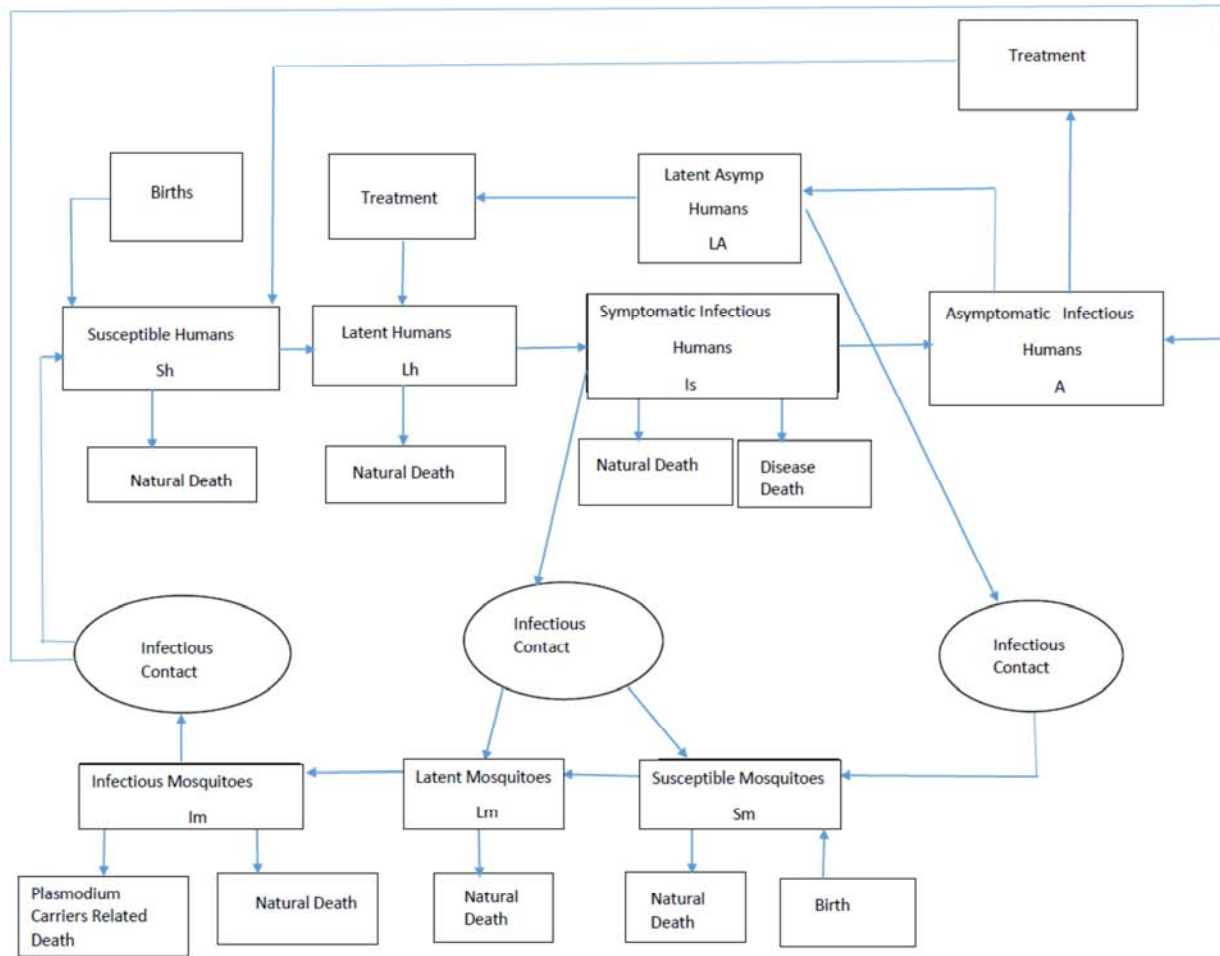 Treatment
Births
Treatment
Latent Asymp
Humans
LA
Susceptible Humans
Sh
Latent Humans
Lh
Symptomatic Infectious
Humans
Is
Asymptomatic Infectious
Humans
A
Natural Death
Natural Death
Natural Death
Disease
Death
Infectious
Contact
Infectious
Contact
Infectious
Contact
Infectious Mosquitoes
Im
Latent Mosquitoes
Lm
Susceptible Mosquitoes
Sm
Plasmodium
Carriers Related
Death
Natural Death
Natural
Death
Natural
Death
Birth